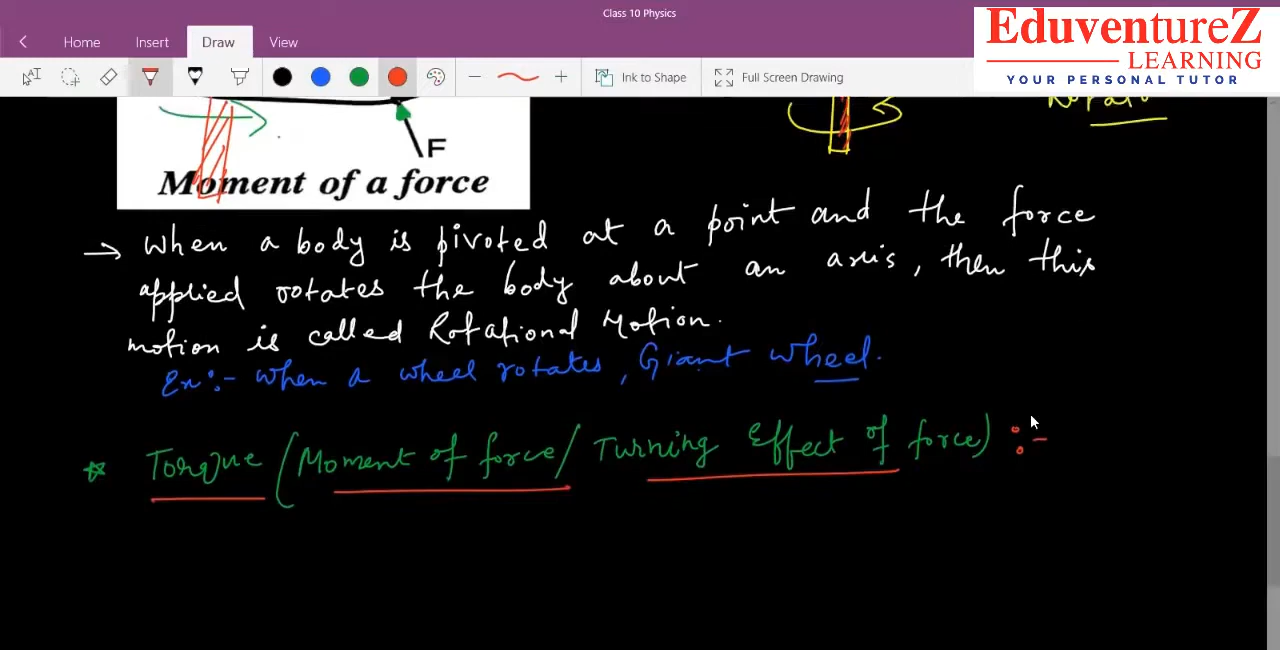 Class 10 Physics
EduventureZ
LEARNING
YOUR PERSONAL TUTOR
Home Insert Draw View
Ink to Shape Full Screen Drawing
F
Moment of a force
→ When a body is pivoted at a point and the force
applied rotates the body about an axis, then this
motion is called Rotational Motion.
Ex:- When a wheel rotates, Giant wheel.
* Torque (Moment of force/ Turning Effect of force) :-